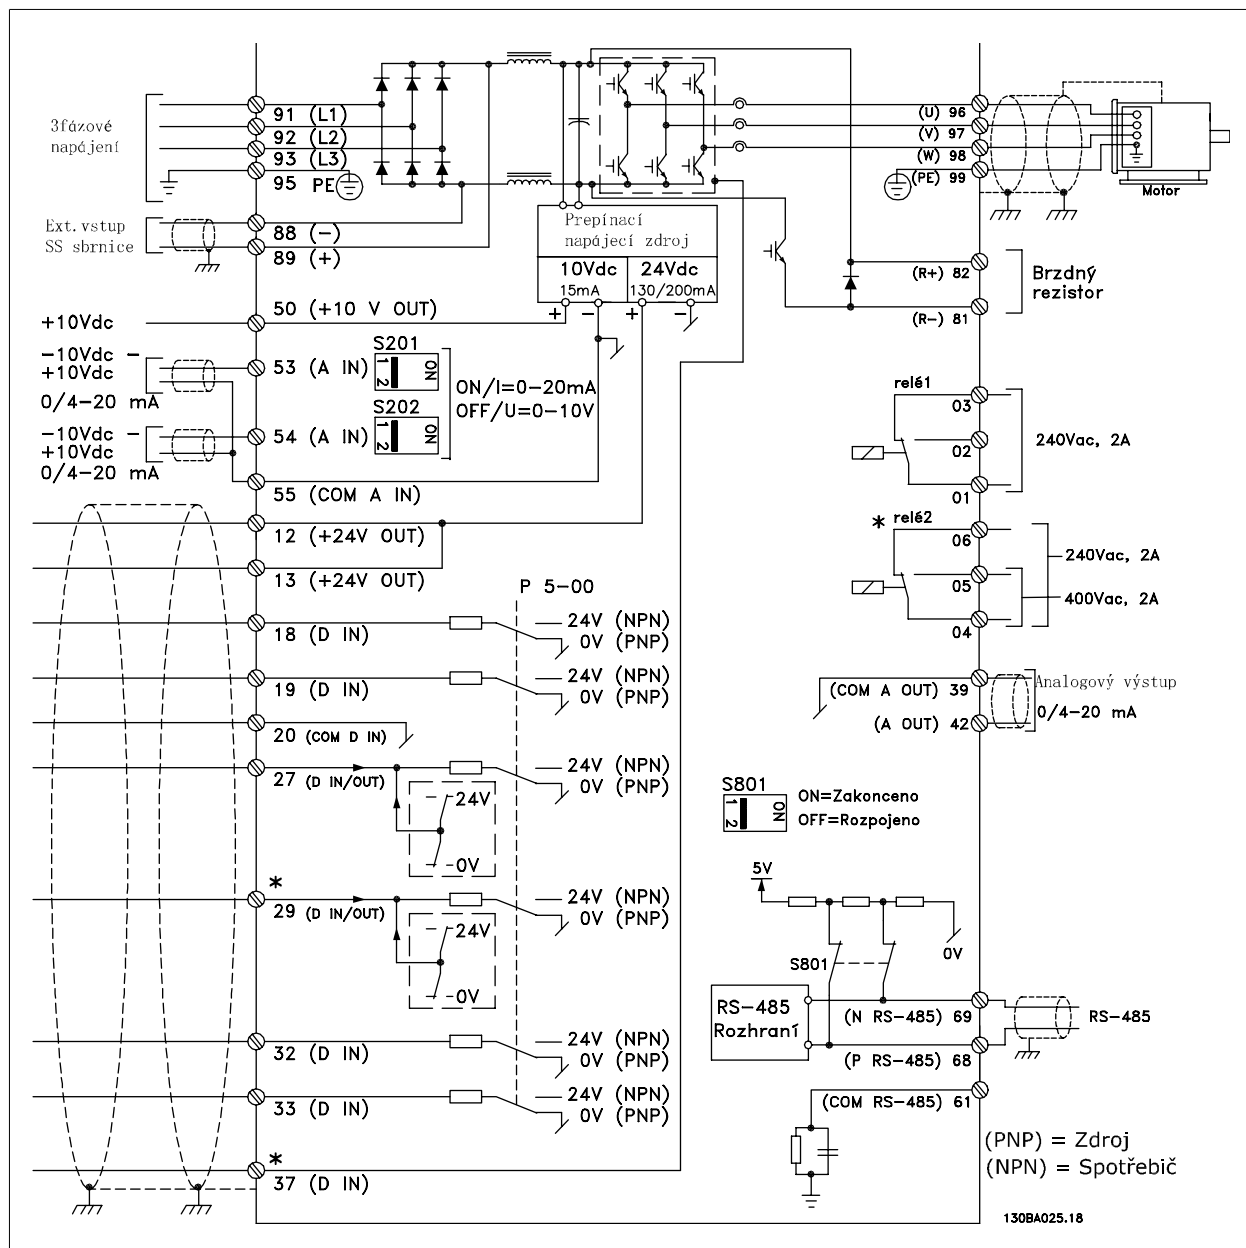 3fázové
napájení
91 (L1)
92 (L2)
93 (L3)
95 PE
Ext. vstup
SS sbrnice
88 (−)
89 (+)
Prepínací
napájecí zdroj
10Vdc
15mA
24Vdc
130/200mA
+ − + −
+10Vdc
50 (+10 V OUT)
−10Vdc −
+10Vdc
0/4−20 mA
53 (A IN)
S201
1 2
ON
−10Vdc −
+10Vdc
0/4−20 mA
54 (A IN)
S202
1 2
ON
ON/I=0−20mA
OFF/U=0−10V
55 (COM A IN)
12 (+24V OUT)
13 (+24V OUT)
P 5-00
18 (D IN)
24V (NPN)
0V (PNP)
19 (D IN)
24V (NPN)
0V (PNP)
20 (COM D IN)
27 (D IN/OUT)
24V (NPN)
0V (PNP)
24V
0V
*
29 (D IN/OUT)
24V (NPN)
0V (PNP)
24V
0V
32 (D IN)
24V (NPN)
0V (PNP)
33 (D IN)
24V (NPN)
0V (PNP)
*
37 (D IN)
(U) 96
(V) 97
(W) 98
(PE) 99
Motor
(R+) 82
(R−) 81
Brzdný
rezistor
relé1
03
02
01
240Vac, 2A
* relé2
06
05
04
240Vac, 2A
400Vac, 2A
(COM A OUT) 39
(A OUT) 42
Analogový výstup
0/4−20 mA
S801
1 2
ON
ON=Zakonceno
OFF=Rozpojeno
5V
0V
S801
RS−485
Rozhraní
(N RS−485) 69
(P RS−485) 68
RS−485
(COM RS−485) 61
(PNP) = Zdroj
(NPN) = Spotřebič
130BA025.18